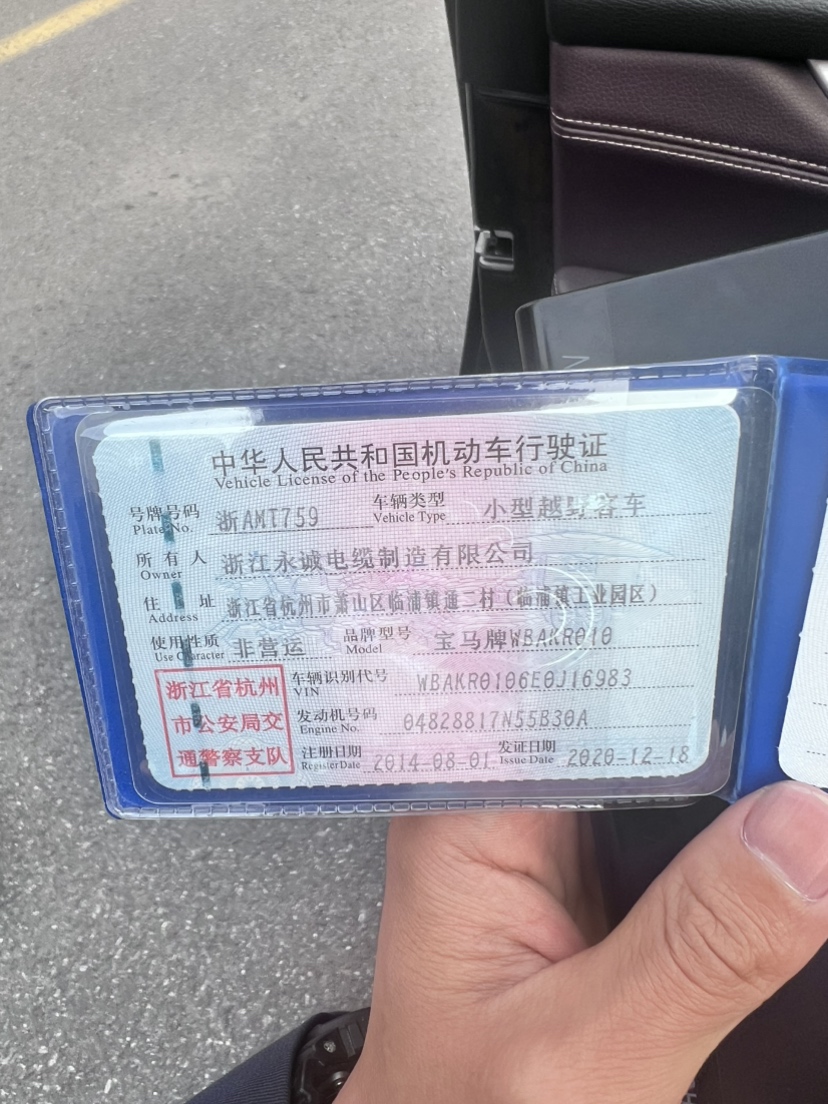 中华人民共和国机动车行驶证
Vehicle License of the People's Republic of China
号牌号码 浙AMT759 车辆类型 小型越野客车
Plate No. Vehicle Type
所有人 浙江永诚电缆制造有限公司
Owner
住址 浙江省杭州市萧山区临浦镇通二村（临浦镇工业园区）
Address
使用性质 非营运 品牌型号 宝马牌WBAKR010
Use Character Model
浙江省杭州 车辆识别代号 WBAKR0106E0J16983
VIN
市公安局交 发动机号码 04828817N55B30A
Engine No.
通警察支队 注册日期 2014-08-01 发证日期 2020-12-18
Register Date Issue Date